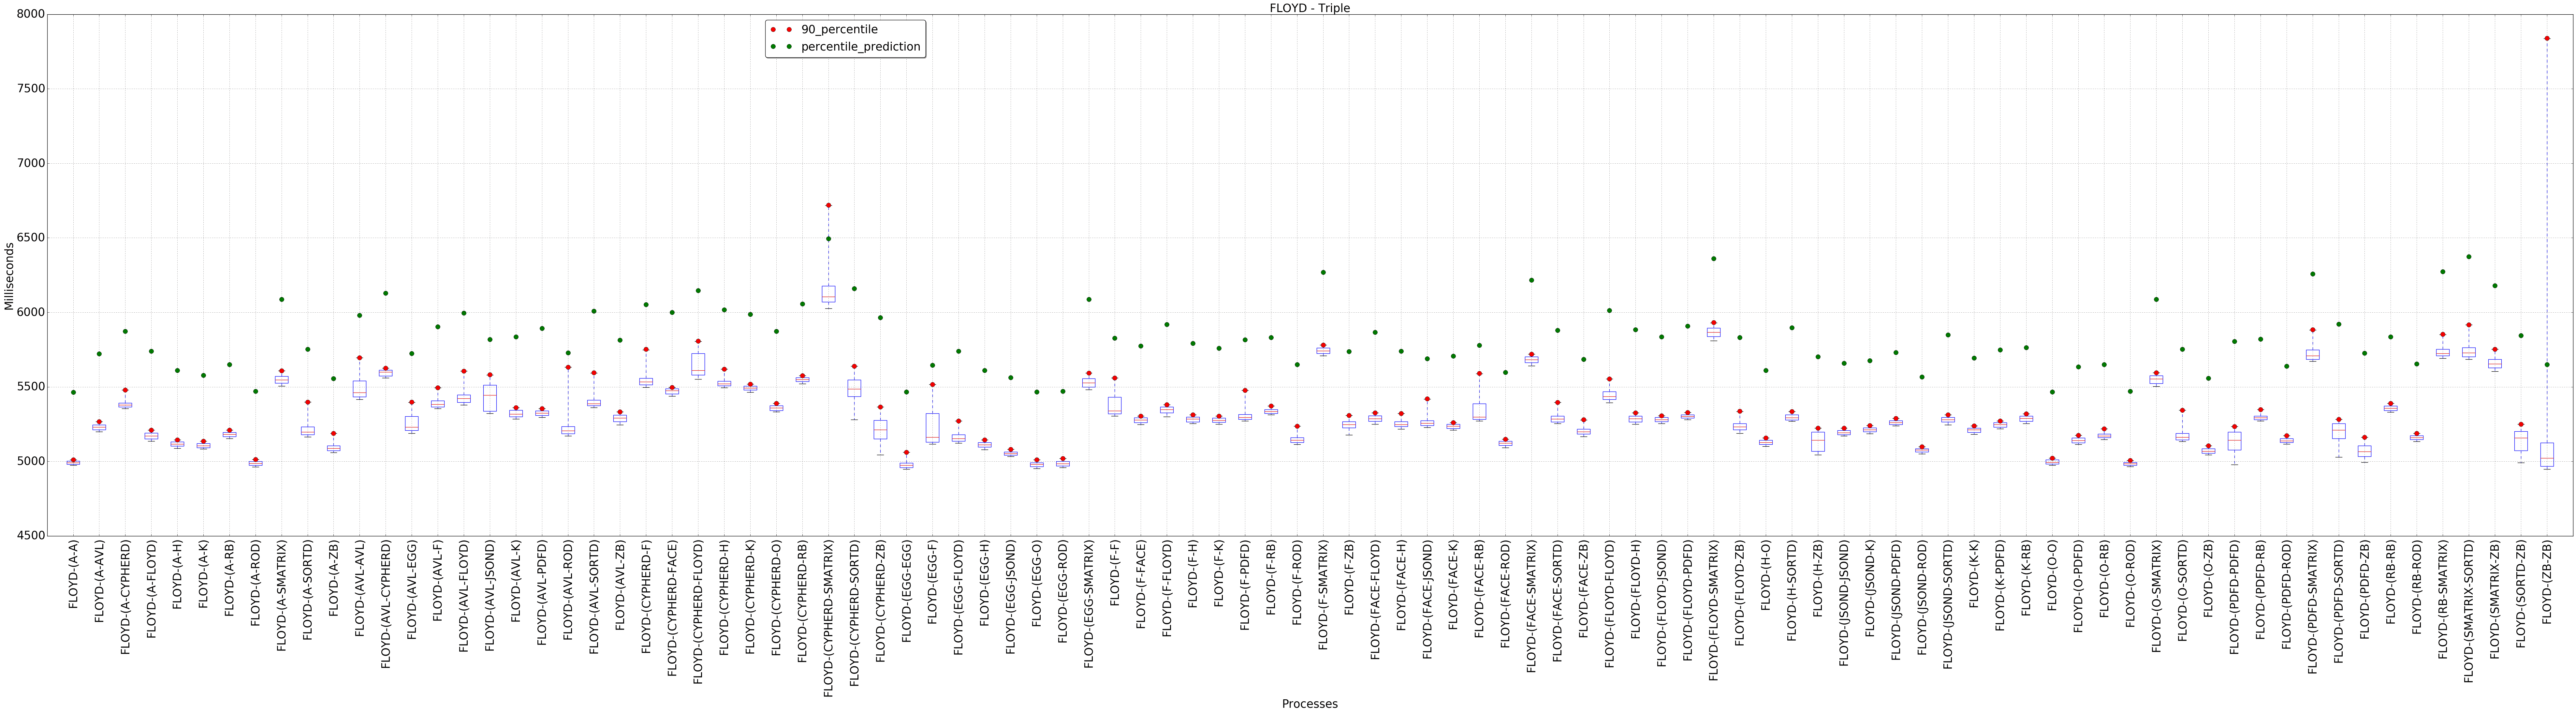 FLOYD - Triple
90_percentile
percentile_prediction
8000
7500
7000
6500
6000
5500
5000
4500
Milliseconds
FLOYD-(A-A)
FLOYD-(A-AVL)
FLOYD-(A-CYPHERD)
FLOYD-(A-FLOYD)
FLOYD-(A-H)
FLOYD-(A-K)
FLOYD-(A-RB)
FLOYD-(A-ROD)
FLOYD-(A-SMATRIX)
FLOYD-(A-SORTD)
FLOYD-(A-ZB)
FLOYD-(AVL-AVL)
FLOYD-(AVL-CYPHERD)
FLOYD-(AVL-EGG)
FLOYD-(AVL-F)
FLOYD-(AVL-FLOYD)
FLOYD-(AVL-JSOND)
FLOYD-(AVL-K)
FLOYD-(AVL-PDFD)
FLOYD-(AVL-ROD)
FLOYD-(AVL-SORTD)
FLOYD-(AVL-ZB)
FLOYD-(CYPHERD-F)
FLOYD-(CYPHERD-FACE)
FLOYD-(CYPHERD-FLOYD)
FLOYD-(CYPHERD-H)
FLOYD-(CYPHERD-K)
FLOYD-(CYPHERD-O)
FLOYD-(CYPHERD-RB)
FLOYD-(CYPHERD-SMATRIX)
FLOYD-(CYPHERD-SORTD)
FLOYD-(CYPHERD-ZB)
FLOYD-(EGG-EGG)
FLOYD-(EGG-F)
FLOYD-(EGG-FLOYD)
FLOYD-(EGG-H)
FLOYD-(EGG-JSOND)
FLOYD-(EGG-O)
FLOYD-(EGG-ROD)
FLOYD-(EGG-SMATRIX)
FLOYD-(F-F)
FLOYD-(F-FACE)
FLOYD-(F-FLOYD)
FLOYD-(F-H)
FLOYD-(F-K)
FLOYD-(F-PDFD)
FLOYD-(F-RB)
FLOYD-(F-ROD)
FLOYD-(F-SMATRIX)
FLOYD-(F-ZB)
FLOYD-(FACE-FLOYD)
FLOYD-(FACE-H)
FLOYD-(FACE-JSOND)
FLOYD-(FACE-K)
FLOYD-(FACE-RB)
FLOYD-(FACE-ROD)
FLOYD-(FACE-SMATRIX)
FLOYD-(FACE-SORTD)
FLOYD-(FACE-ZB)
FLOYD-(FLOYD-FLOYD)
FLOYD-(FLOYD-H)
FLOYD-(FLOYD-JSOND)
FLOYD-(FLOYD-PDFD)
FLOYD-(FLOYD-SMATRIX)
FLOYD-(FLOYD-ZB)
FLOYD-(H-O)
FLOYD-(H-SORTD)
FLOYD-(H-ZB)
FLOYD-(JSOND-JSOND)
FLOYD-(JSOND-K)
FLOYD-(JSOND-PDFD)
FLOYD-(JSOND-ROD)
FLOYD-(JSOND-SORTD)
FLOYD-(K-K)
FLOYD-(K-PDFD)
FLOYD-(K-RB)
FLOYD-(O-O)
FLOYD-(O-PDFD)
FLOYD-(O-RB)
FLOYD-(O-ROD)
FLOYD-(O-SMATRIX)
FLOYD-(O-SORTD)
FLOYD-(O-ZB)
FLOYD-(PDFD-PDFD)
FLOYD-(PDFD-RB)
FLOYD-(PDFD-ROD)
FLOYD-(PDFD-SMATRIX)
FLOYD-(PDFD-SORTD)
FLOYD-(PDFD-ZB)
FLOYD-(RB-RB)
FLOYD-(RB-ROD)
FLOYD-(RB-SMATRIX)
FLOYD-(SMATRIX-SORTD)
FLOYD-(SMATRIX-ZB)
FLOYD-(SORTD-ZB)
FLOYD-(ZB-ZB)
Processes